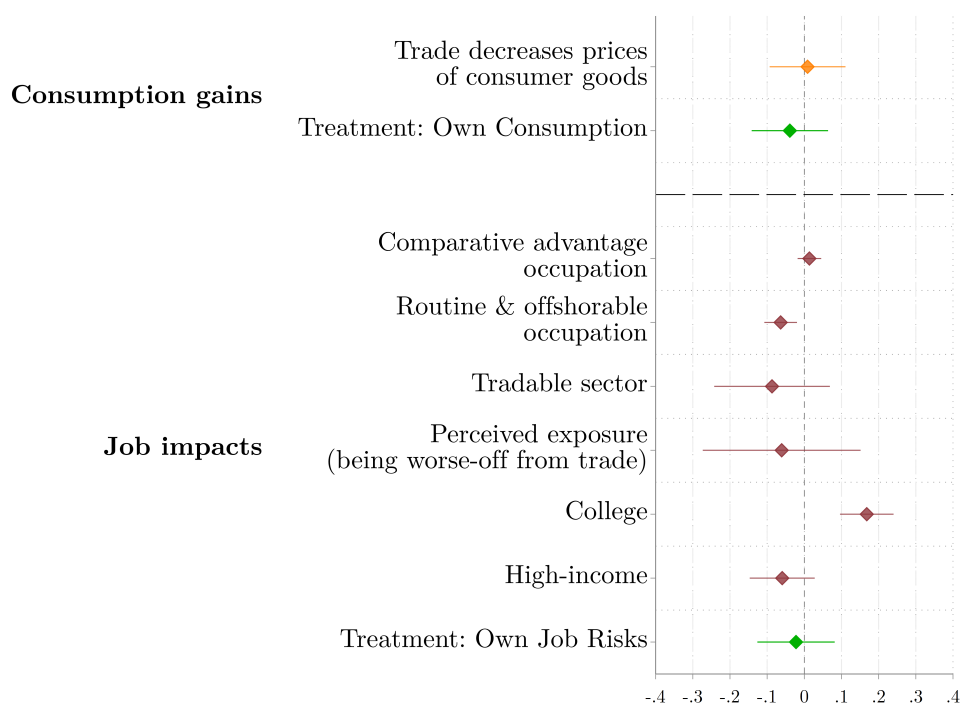 Trade decreases prices
of consumer goods
Consumption gains
Treatment: Own Consumption
Comparative advantage
occupation
Routine & offshorable
occupation
Tradable sector
Perceived exposure
Job impacts
(being worse-off from trade)
College
High-income
Treatment: Own Job Risks
-.4 -.3 -.2 -.1 0 .1 .2 .3 .4